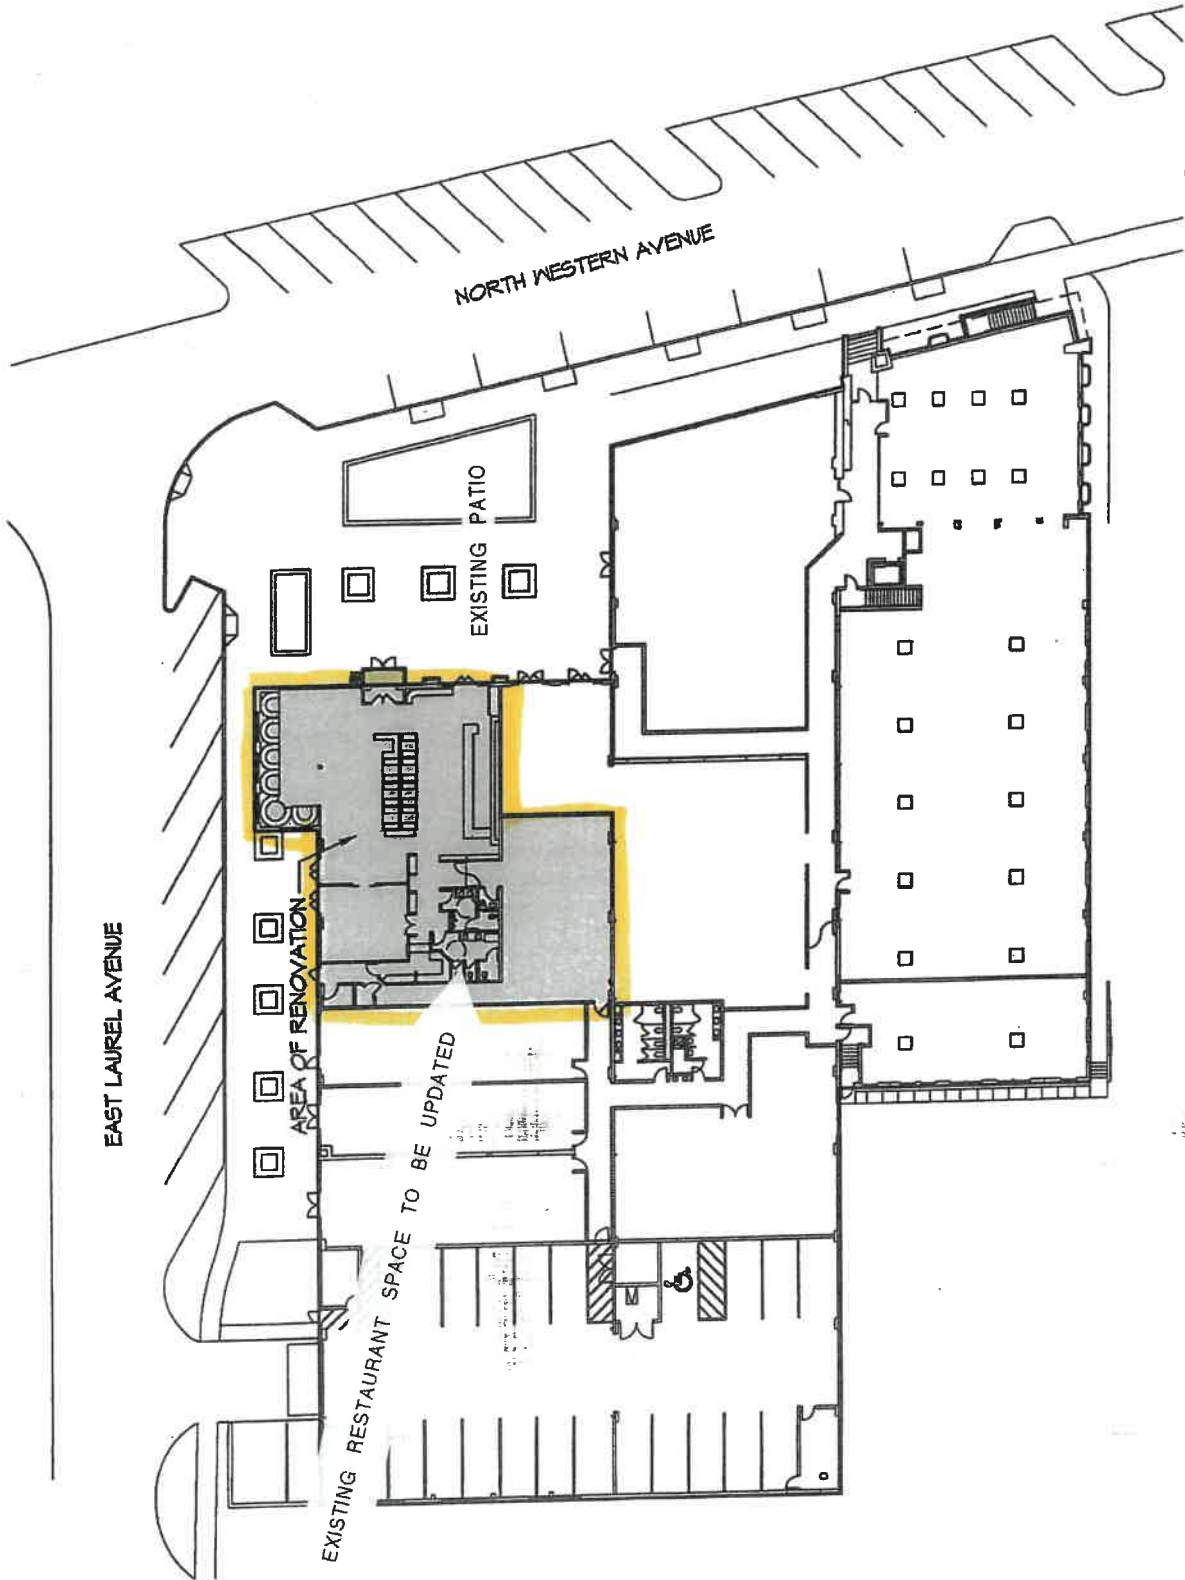 NORTH WESTERN AVENUE
EXISTING PATIO
EAST LAUREL AVENUE
AREA OF RENOVATION
EXISTING RESTAURANT SPACE TO BE UPDATED
M